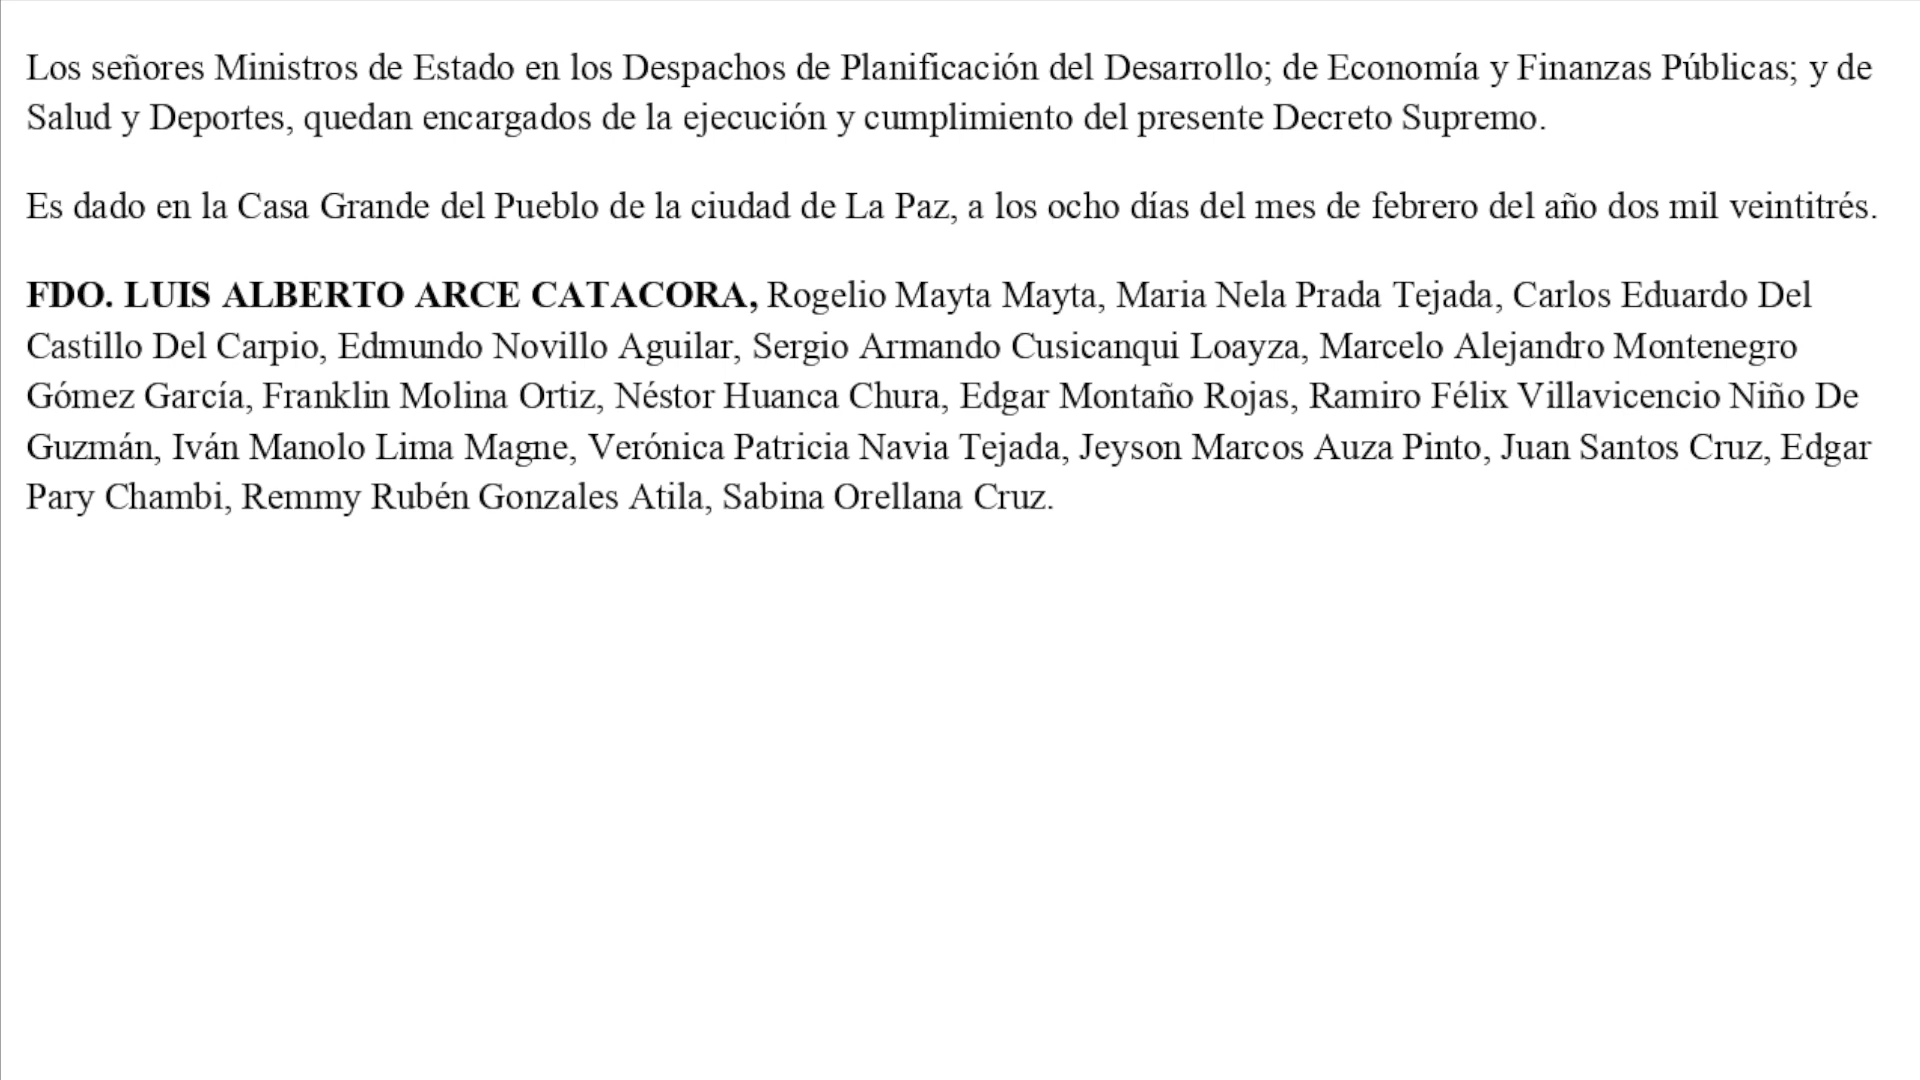 Los señores Ministros de Estado en los Despachos de Planificación del Desarrollo; de Economía y Finanzas Públicas; y de
Salud y Deportes, quedan encargados de la ejecución y cumplimiento del presente Decreto Supremo.
Es dado en la Casa Grande del Pueblo de la ciudad de La Paz, a los ocho días del mes de febrero del año dos mil veintitrés.
FDO. LUIS ALBERTO ARCE CATACORA, Rogelio Mayta Mayta, Maria Nela Prada Tejada, Carlos Eduardo Del
Castillo Del Carpio, Edmundo Novillo Aguilar, Sergio Armando Cusicanqui Loayza, Marcelo Alejandro Montenegro
Gómez García, Franklin Molina Ortiz, Néstor Huanca Chura, Edgar Montaño Rojas, Ramiro Félix Villavicencio Niño De
Guzmán, Iván Manolo Lima Magne, Verónica Patricia Navia Tejada, Jeyson Marcos Auza Pinto, Juan Santos Cruz, Edgar
Pary Chambi, Remmy Rubén Gonzales Atila, Sabina Orellana Cruz.